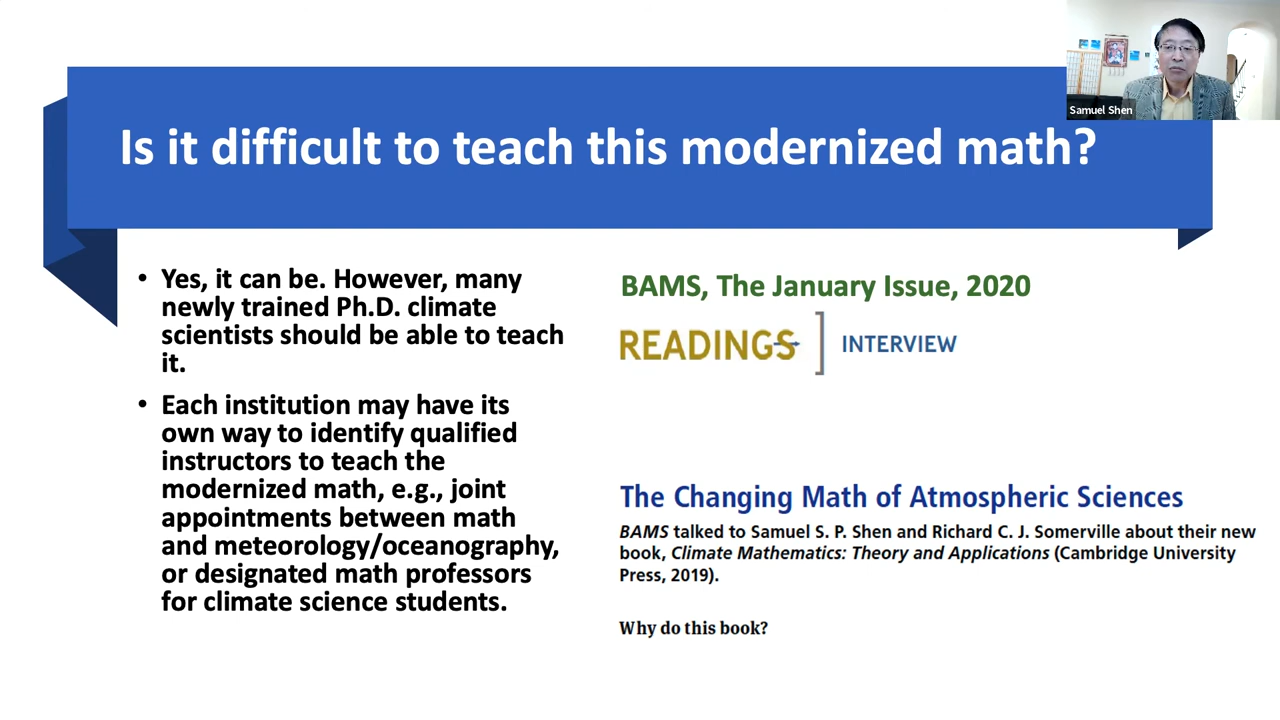 Samuel Shen
Is it difficult to teach this modernized math?
• Yes, it can be. However, many
newly trained Ph.D. climate
scientists should be able to teach
it.
• Each institution may have its
own way to identify qualified
instructors to teach the
modernized math, e.g., joint
appointments between math
and meteorology/oceanography,
or designated math professors
for climate science students.
BAMS, The January Issue, 2020
READINGS ] INTERVIEW
The Changing Math of Atmospheric Sciences
BAMS talked to Samuel S. P. Shen and Richard C. J. Somerville about their new
book, Climate Mathematics: Theory and Applications (Cambridge University
Press, 2019).
Why do this book?